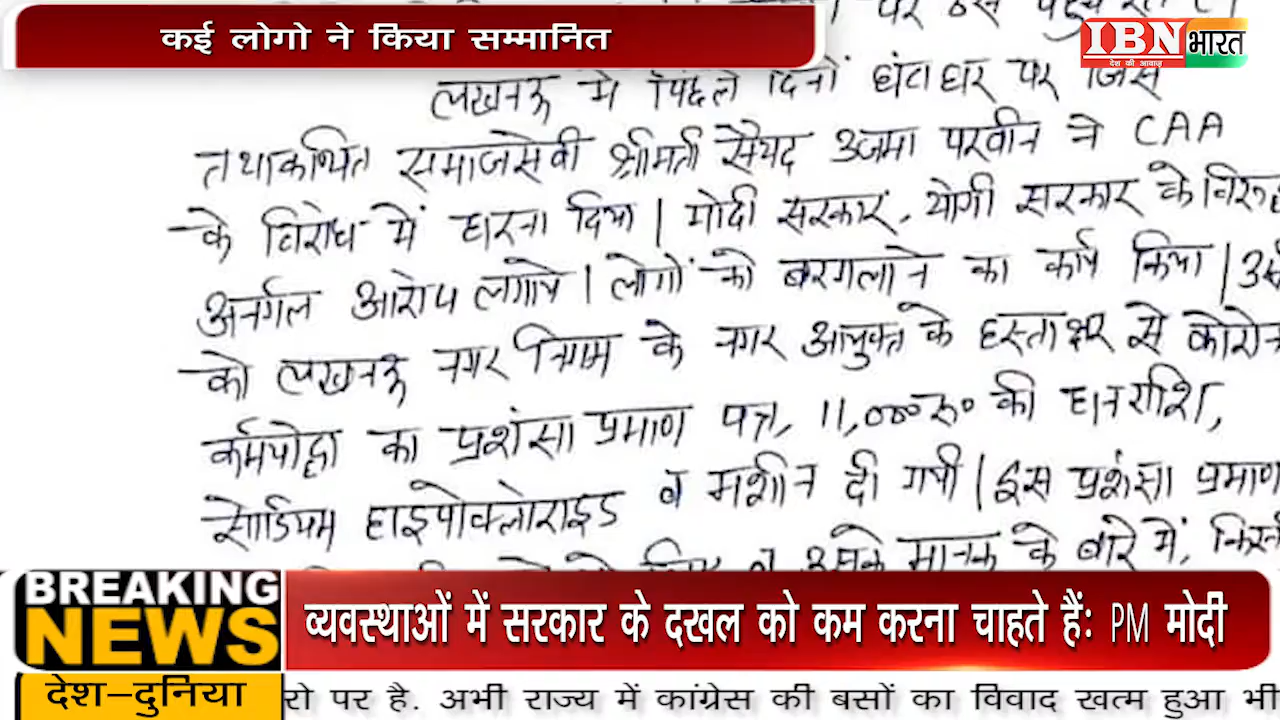 कई लोगो ने किया सम्मानित
IBN भारत
देश की आवाज़
लखनऊ में पिछले दिनों घंटाघर पर जिस
तथाकथित समाजसेवी श्रीमती सैयद उजमा परवीन ने CAA
के विरोध में धरना दिया | मोदी सरकार, योगी सरकार के
अनर्गल आरोप लगाये | लोगों को बरगलाने का कार्य किया |
को लखनऊ नगर निगम के नगर आयुक्त के हस्ताक्षर से
कर्मयोद्धा का प्रशंसा प्रमाण पत्र, 11,000 रु० की धनराशि,
सोडियम हाइपोक्लोराइड व मशीन दी गयी | इस प्रशंसा प्रमाण
व उसके मानक के बारे में,
BREAKING
NEWS
व्यवस्थाओं में सरकार के दखल को कम करना चाहते हैं: PM मोदी
देश-दुनिया
रो पर है. अभी राज्य में कांग्रेस की बसों का विवाद खत्म हुआ भी